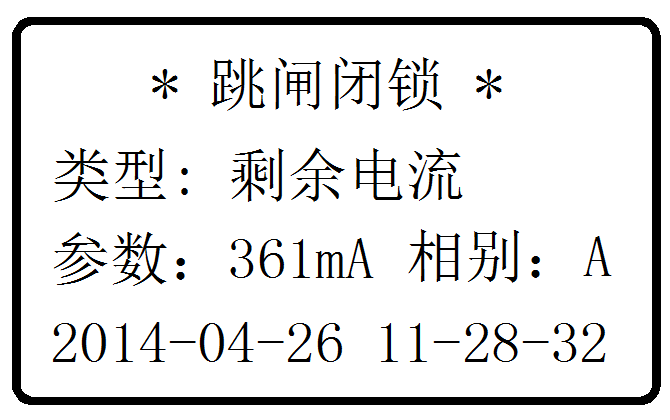 * 跳闸闭锁 *
类型: 剩余电流
参数：361mA 相别：A
2014-04-26 11-28-32